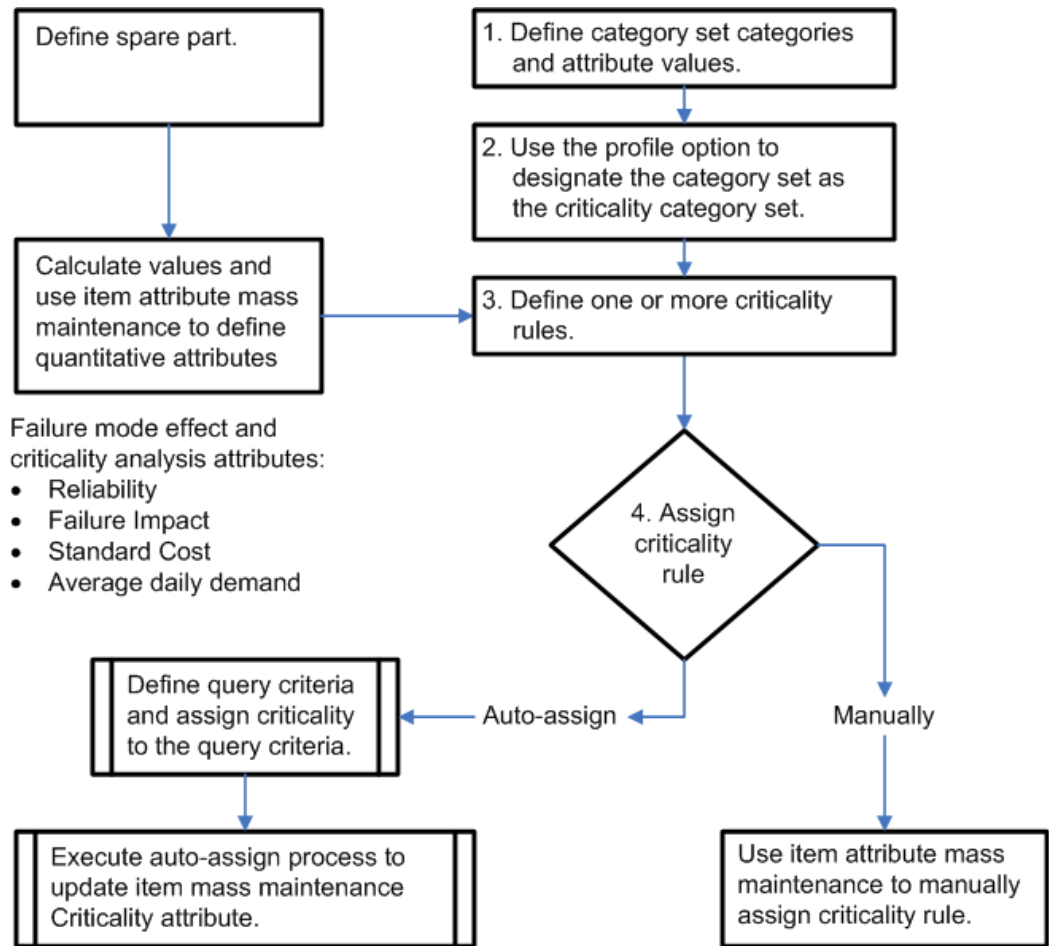 Define spare part.
1. Define category set categories
and attribute values.
2. Use the profile option to
designate the category set as
the criticality category set.
Calculate values and
use item attribute mass
maintenance to define
quantitative attributes
3. Define one or more criticality
rules.
Failure mode effect and
criticality analysis attributes:
• Reliability
• Failure Impact
• Standard Cost
• Average daily demand
4. Assign
criticality
rule
Define query criteria
and assign criticality
to the query criteria.
Auto-assign
Manually
Execute auto-assign process to
update item mass maintenance
Criticality attribute.
Use item attribute mass
maintenance to manually
assign criticality rule.